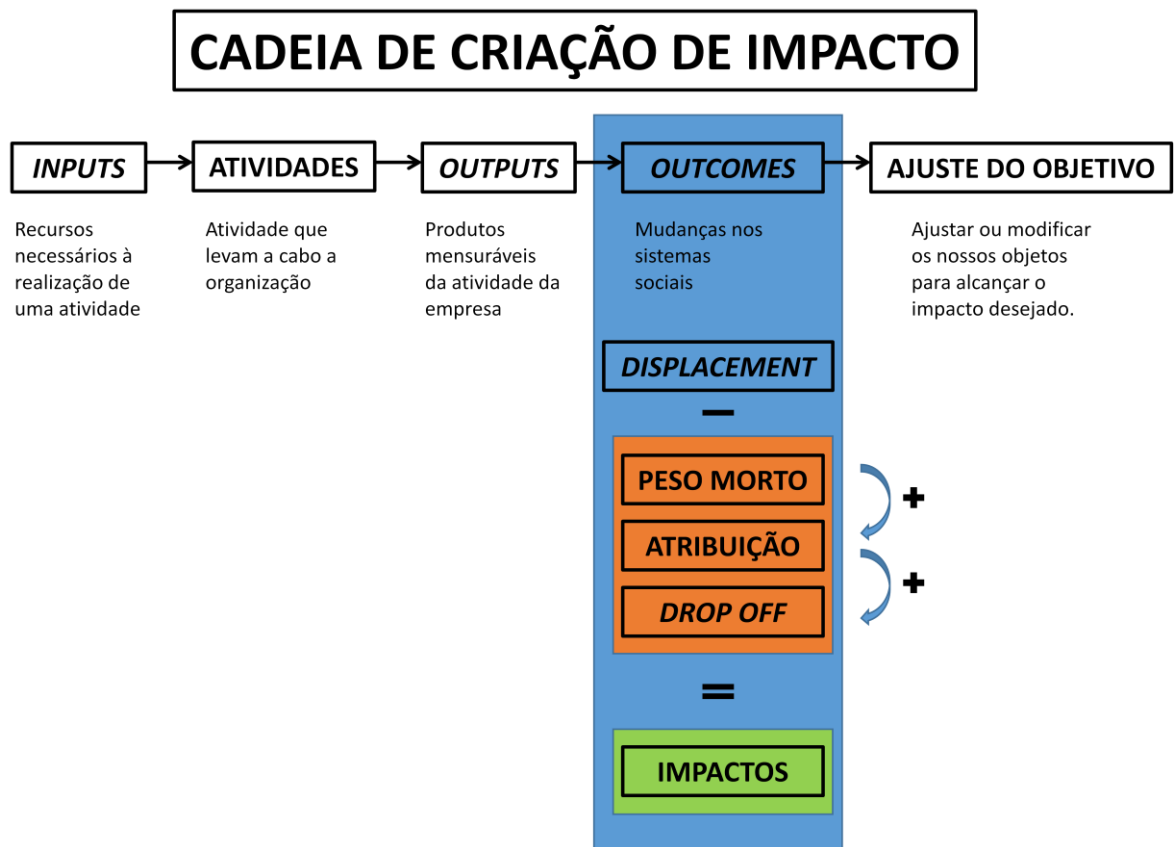 CADEIA DE CRIAÇÃO DE IMPACTO
INPUTS
ATIVIDADES
OUTPUTS
OUTCOMES
AJUSTE DO OBJETIVO
Recursos
necessários à
realização de
uma atividade
Atividade que
levam a cabo a
organização
Produtos
mensuráveis
da atividade da
empresa
Mudanças nos
sistemas
sociais
Ajustar ou modificar
os nossos objetos
para alcançar o
impacto desejado.
DISPLACEMENT
–
PESO MORTO
+
ATRIBUIÇÃO
+
DROP OFF
=
IMPACTOS